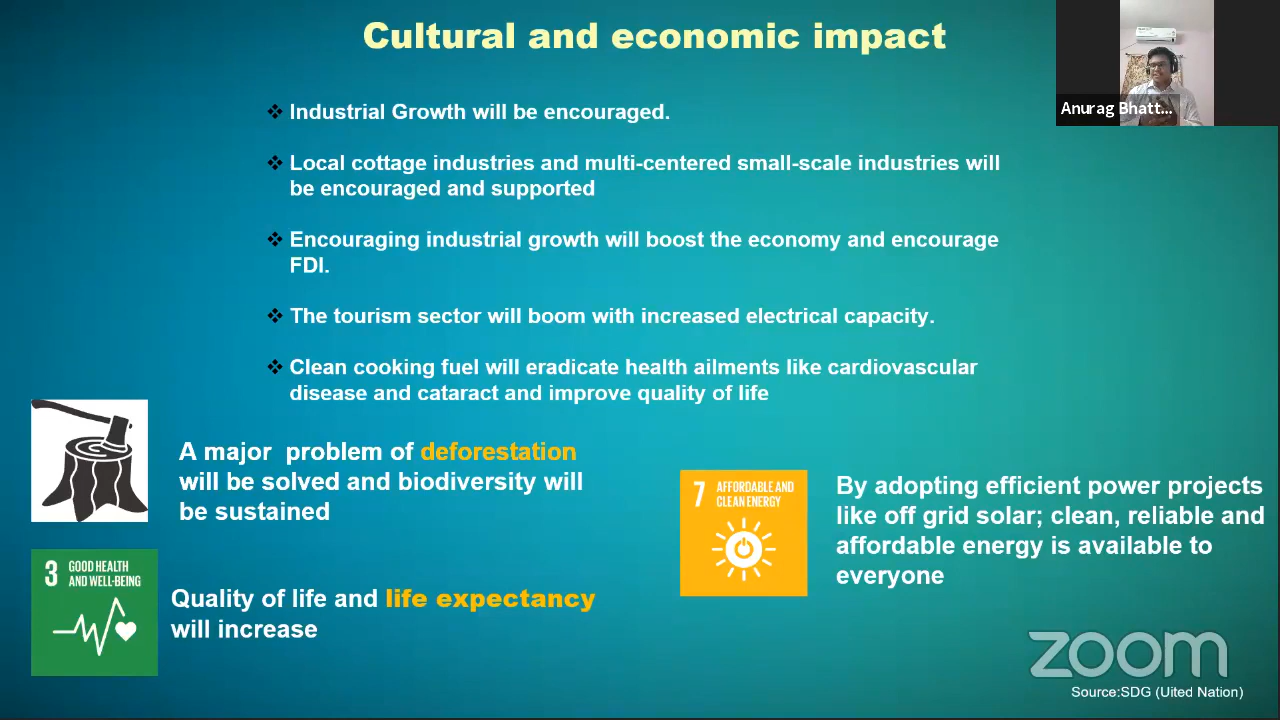 Cultural and economic impact
Industrial Growth will be encouraged.
Local cottage industries and multi-centered small-scale industries will
be encouraged and supported
Encouraging industrial growth will boost the economy and encourage
FDI.
The tourism sector will boom with increased electrical capacity.
Clean cooking fuel will eradicate health ailments like cardiovascular
disease and cataract and improve quality of life
A major  problem of deforestation
will be solved and biodiversity will
be sustained
3 GOOD HEALTH
AND WELL-BEING
Quality of life and life expectancy
will increase
7 AFFORDABLE AND
CLEAN ENERGY
By adopting efficient power projects
like off grid solar; clean, reliable and
affordable energy is available to
everyone
Anurag Bhatt...
zoom
Source:SDG (Uited Nation)